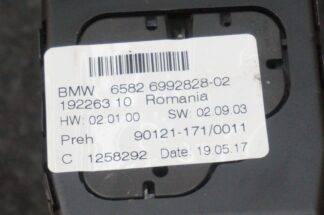 BMW 6582 6992828-02
192263 10 Romania
HW: 02 01 00 SW: 02.09.03
Preh 90121-171/0011
C 1258292 Date: 19.05.17